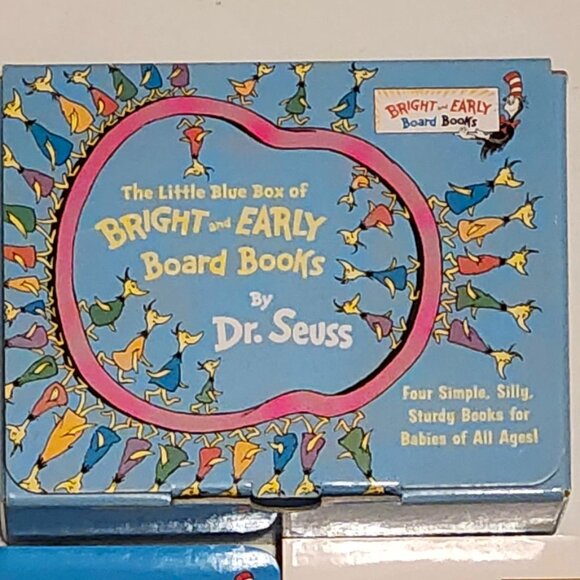 BRIGHT and EARLY
Board Books
The Little Blue Box of
BRIGHT and EARLY
Board Books
By
Dr. Seuss
Four Simple, Silly,
Sturdy Books for
Babies of All Ages!